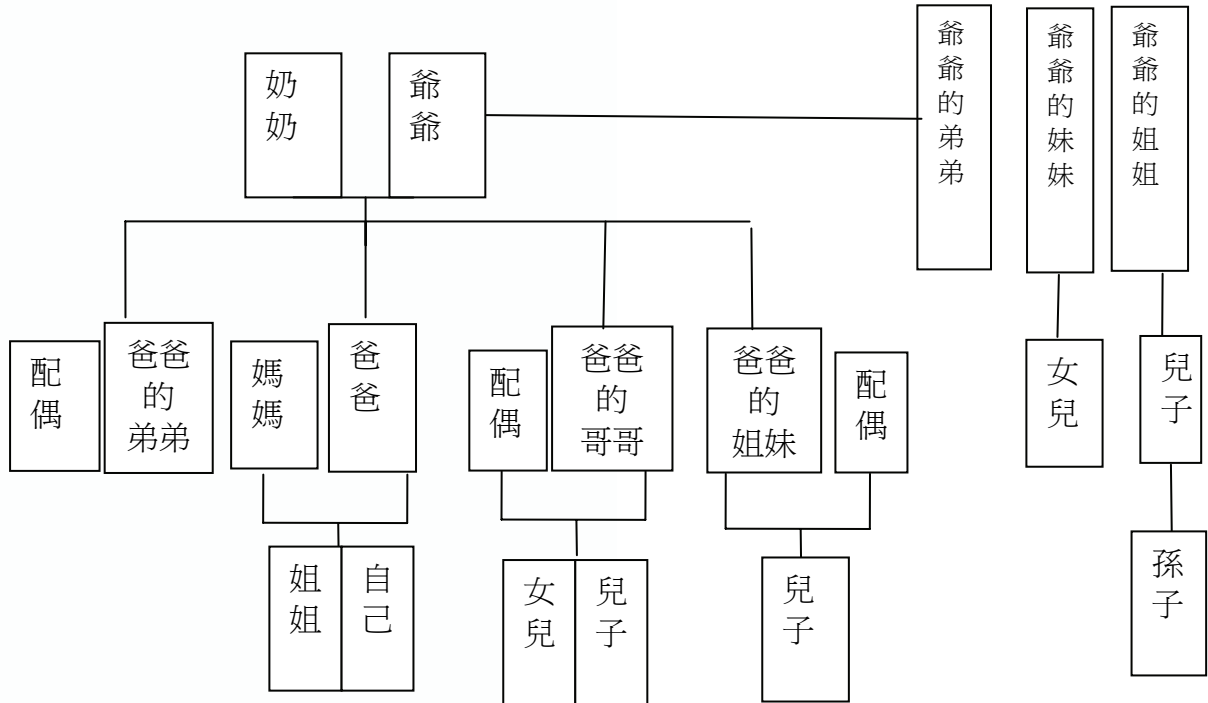 奶奶
爺爺
爺爺的弟弟
爺爺的妹妹
爺爺的姐姐
配偶
爸爸
的
弟弟
媽媽
爸爸
配偶
爸爸
的
哥哥
爸爸
的
姐妹
配偶
女兒
兒子
姐姐
自己
女兒
兒子
兒子
孫子